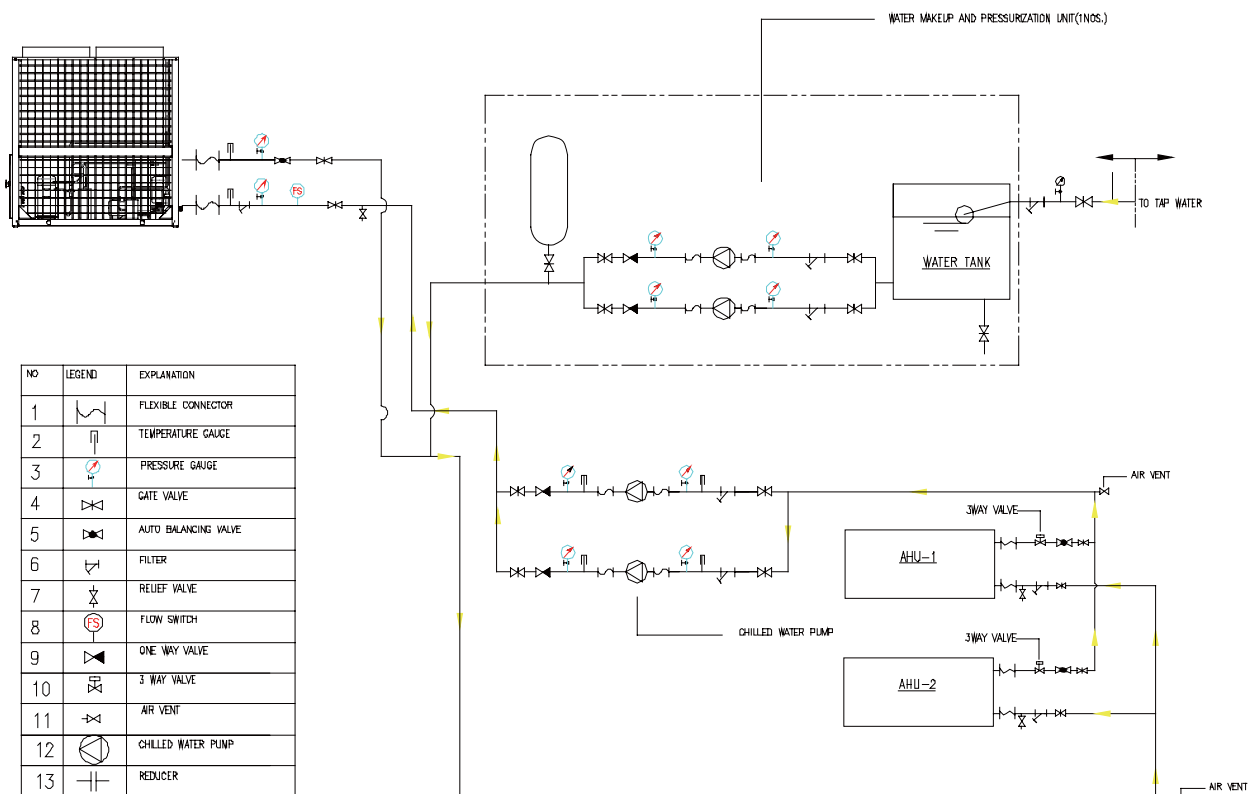 WATER MAKEUP AND PRESSURIZATION UNIT(1NOS.)
FS
TO TAP WATER
WATER TANK
NO LEGEND EXPLANATION
1 FLEXIBLE CONNECTOR
2 TEMPERATURE GAUGE
3 PRESSURE GAUGE
4 GATE VALVE
5 AUTO BALANCING VALVE
6 FILTER
7 RELIEF VALVE
8 FS FLOW SWITCH
9 ONE WAY VALVE
10 3 WAY VALVE
11 AIR VENT
12 CHILLED WATER PUMP
13 REDUCER
AIR VENT
3WAY VALVE
AHU-1
CHILLED WATER PUMP
3WAY VALVE
AHU-2
AIR VENT